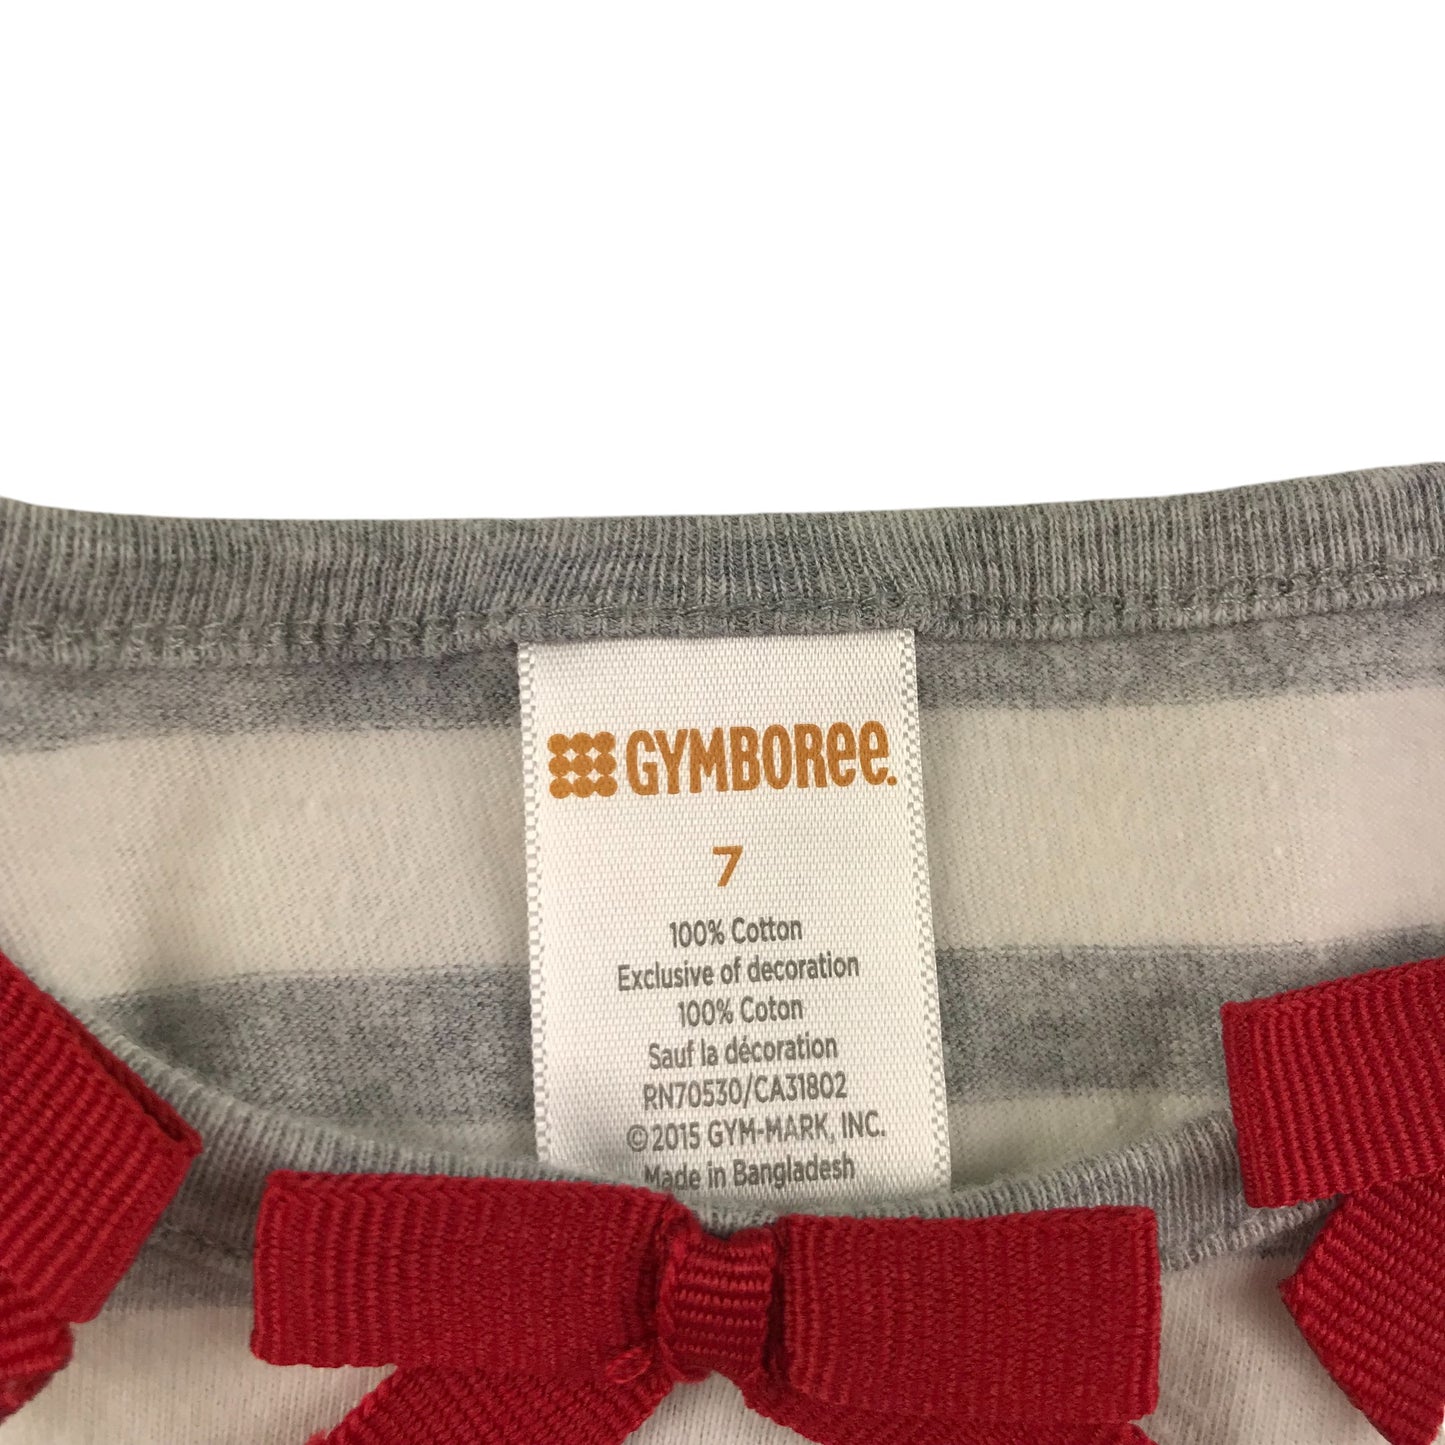 GYMBOREE.
7
100% Cotton
Exclusive of decoration
100% Coton
Sauf la décoration
RN70530/CA31802
©2015 GYM-MARK, INC.
Made in Bangladesh